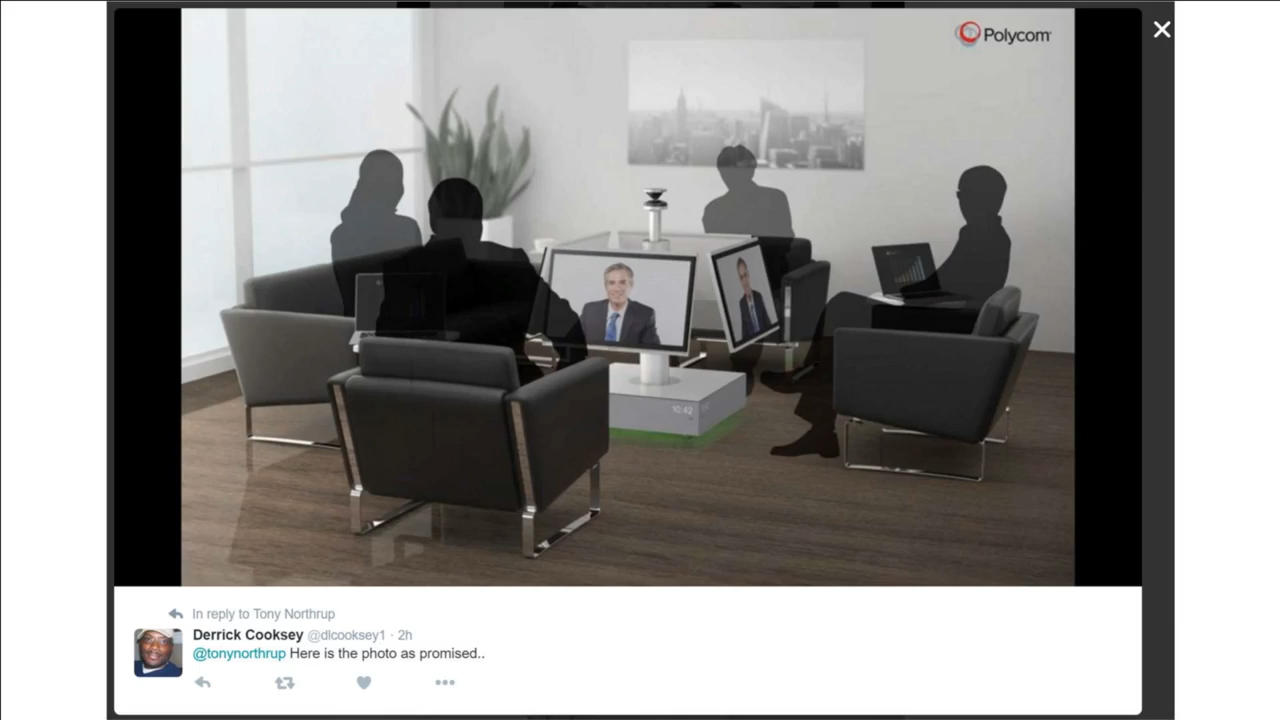 Polycom
10:42
In reply to Tony Northrup
Derrick Cooksey @dlcooksey1 · 2h
@tonynorthrup Here is the photo as promised..